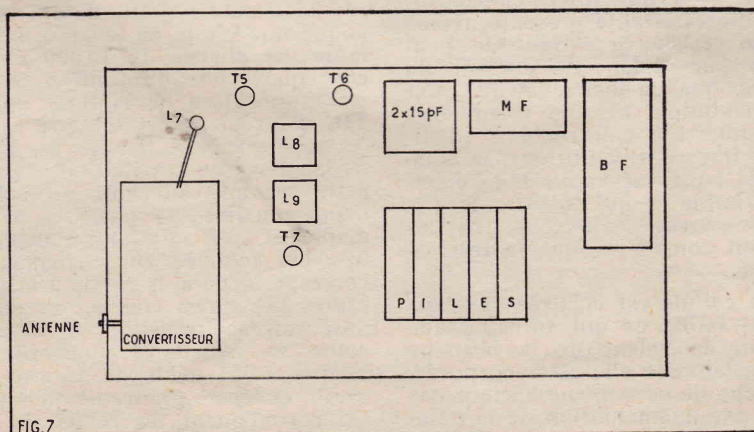 T5
T6
L7
2x15pF
MF
BF
L8
L9
T7
PILES
ANTENNE
CONVERTISSEUR
FIG.7